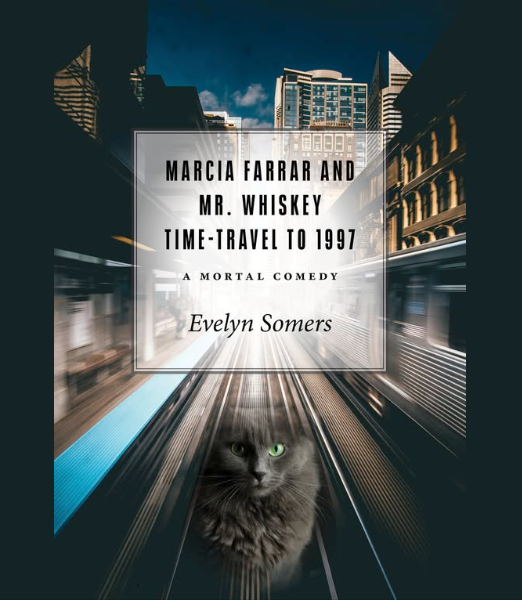 MARCIA FARRAR AND
MR. WHISKEY
TIME-TRAVEL TO 1997
A MORTAL COMEDY
Evelyn Somers